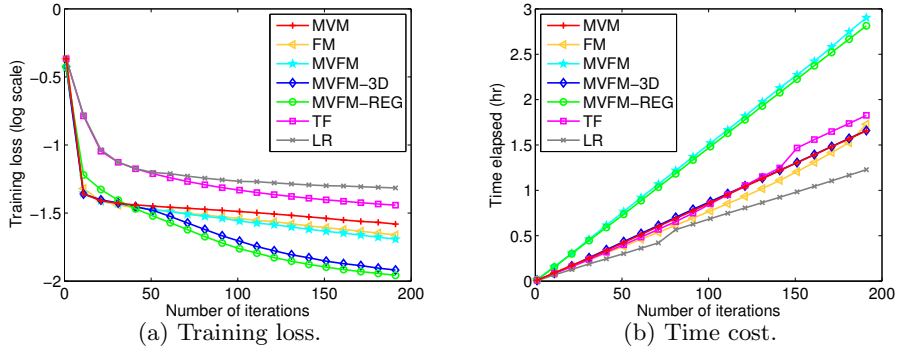 0
−0.5
−1
−1.5
−2
0
50
100
150
200
Training loss (log scale)
Number of iterations
MVM
FM
MVFM
MVFM−3D
MVFM−REG
TF
LR
(a) Training loss.
3
2.5
2
1.5
1
0.5
0
0
50
100
150
200
Time elapsed (hr)
Number of iterations
MVM
FM
MVFM
MVFM−3D
MVFM−REG
TF
LR
(b) Time cost.